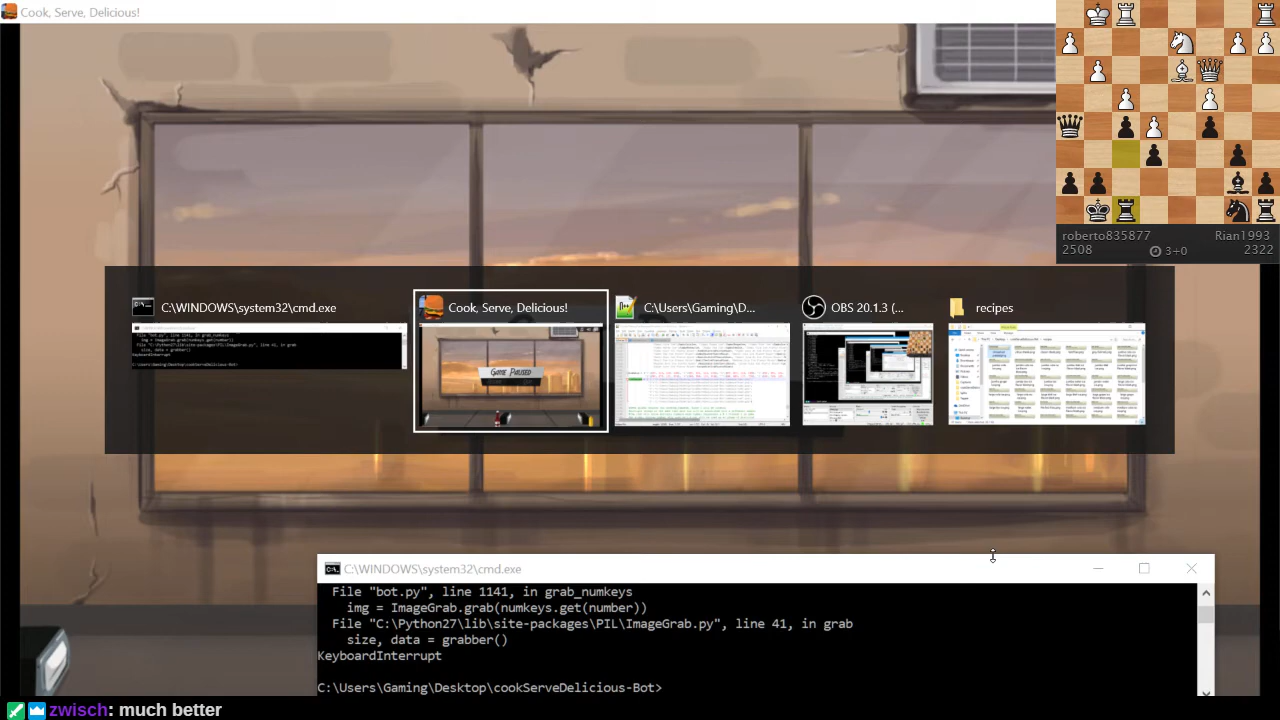 Cook, Serve, Delicious!
roberto835877
Rian1993
2508
3+0
2322
C:\WINDOWS\system32\cmd.exe
Cook, Serve, Delicious!
C:\Users\Gaming\D...
OBS 20.1.3 (...
recipes
GAME PAUSED
C:\WINDOWS\system32\cmd.exe
File "bot.py", line 1141, in grab_numkeys
img = ImageGrab.grab(numkeys.get(number))
File "C:\Python27\lib\site-packages\PIL\ImageGrab.py", line 41, in grab
size, data = grabber()
KeyboardInterrupt
C:\Users\Gaming\Desktop\cookServeDelicious-Bot>
zwisch: much better